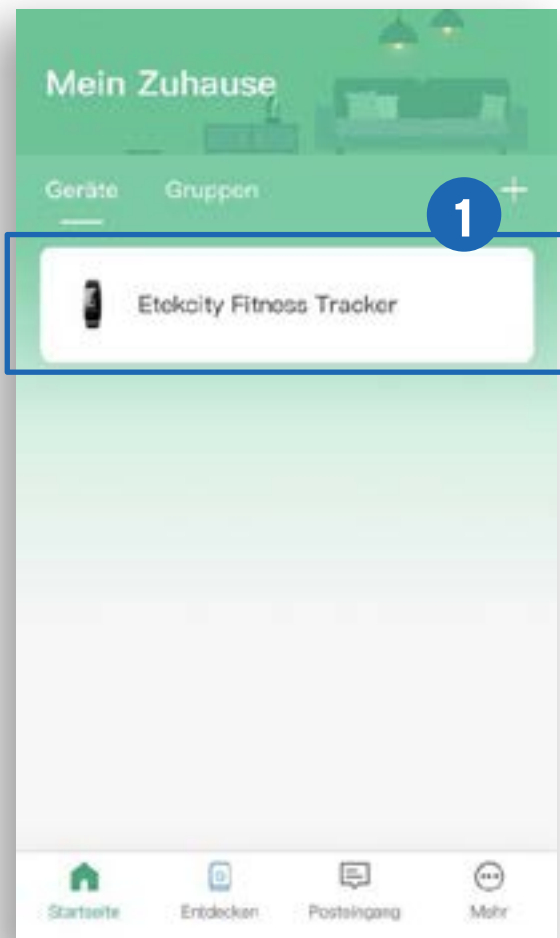 Mein Zuhause
Geräte Gruppen +
1
Etekcity Fitness Tracker
Startseite Entdecken Posteingang Mehr